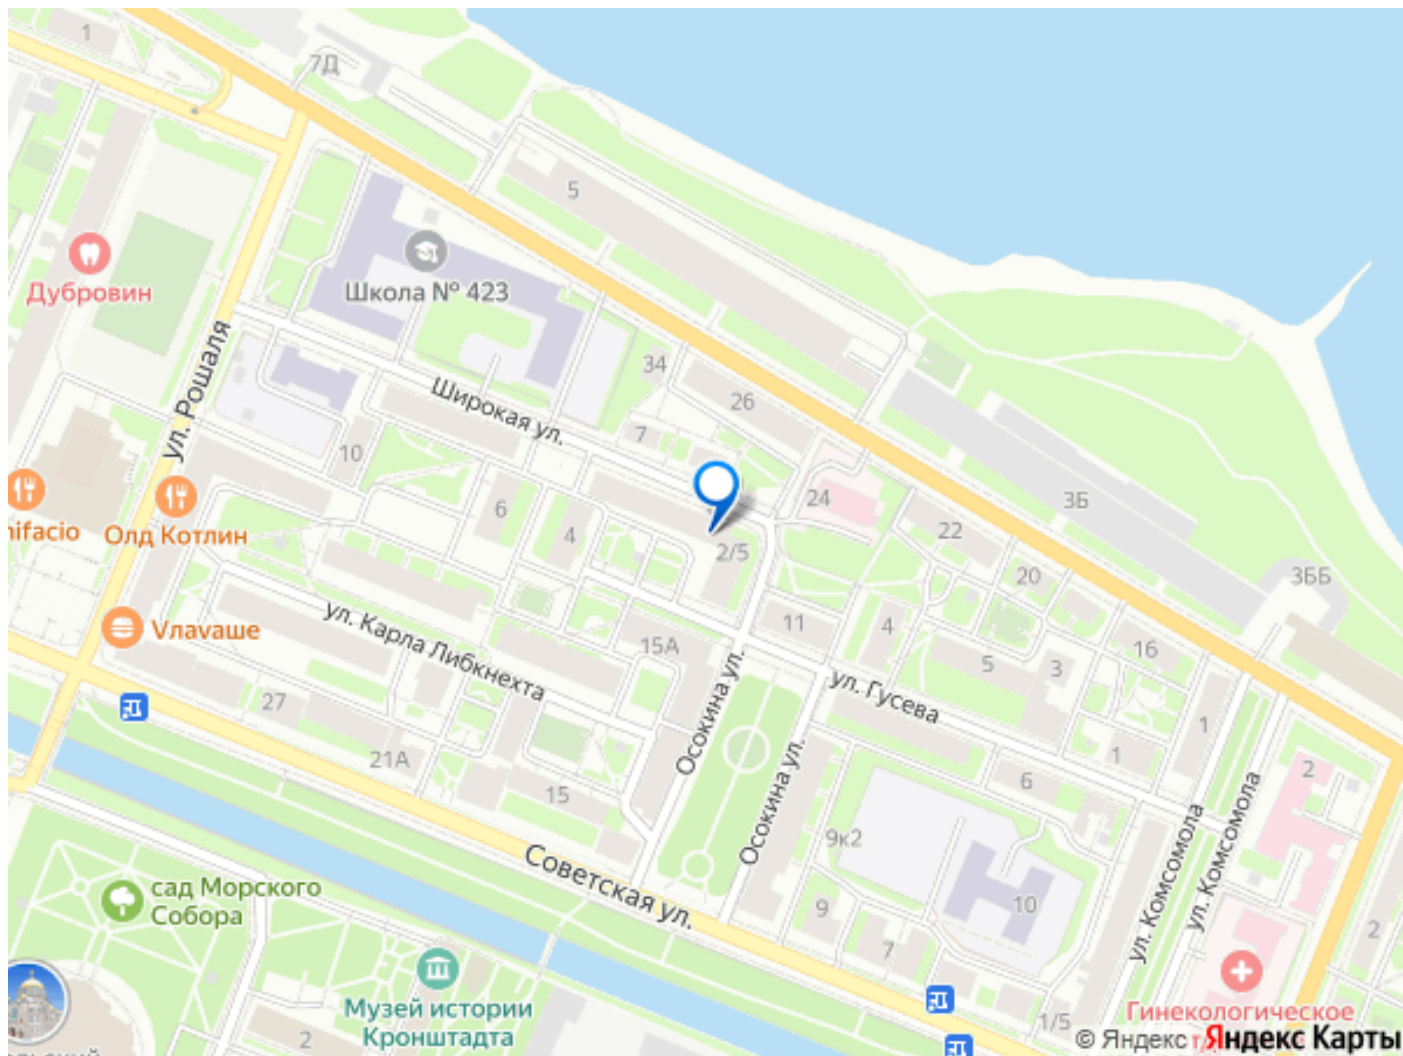 1
7Д
5
Школа № 423
Дубровин
ул. Рошаля
34
26
Широкая ул.
7
10
24
3Б
6
4
22
2/5
nifacio
Олд Котлин
20
3ББ
Vлаvаше
ул. Карла Либкнехта
15А
11
4
5
3
16
ул. Гусева
Осокина ул.
27
21А
15
1
1
6
2
Осокина ул.
9к2
ул. Комсомола
ул. Комсомола
Советская ул.
сад Морского
Собора
9
10
7
2
Музей истории
Кронштадта
2
Гинекологическое
1/5
© Яндекс
Яндекс Карты